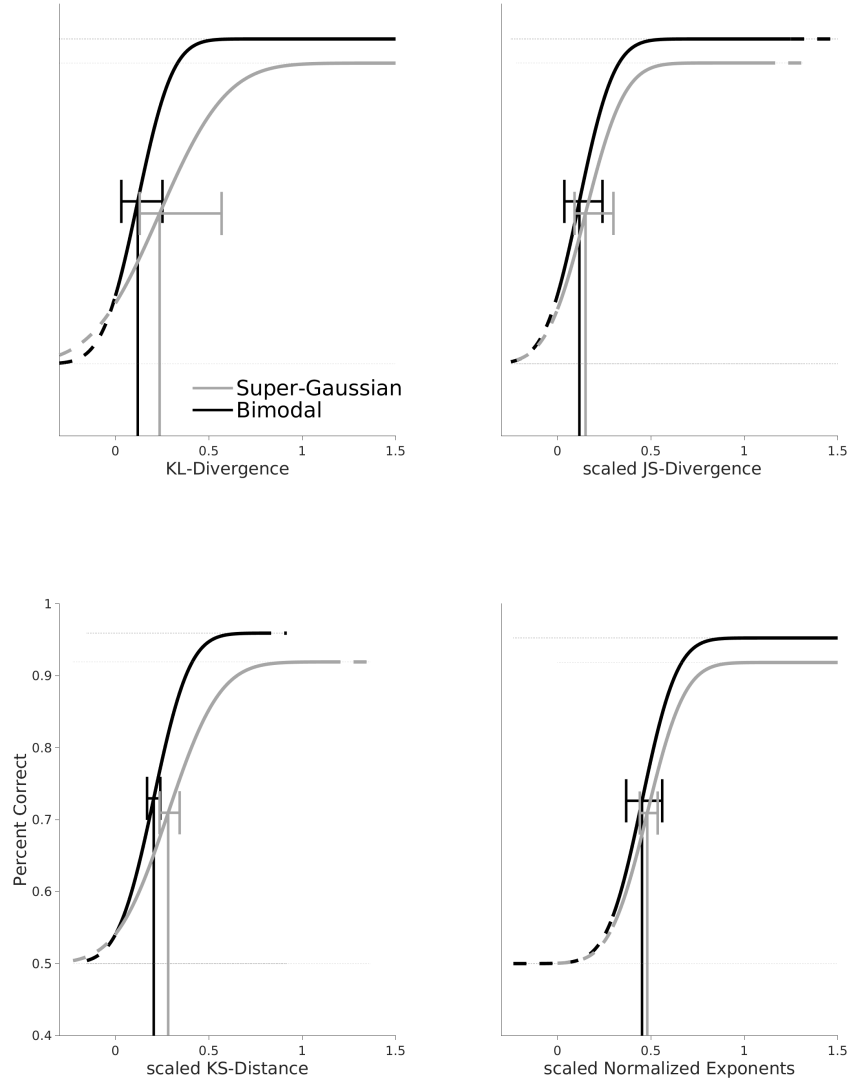 Super-Gaussian
Bimodal
0 0.5 1 1.5
KL-Divergence
0 0.5 1 1.5
scaled JS-Divergence
1
0.9
0.8
0.7
0.6
0.5
0.4
Percent Correct
0 0.5 1 1.5
scaled KS-Distance
0 0.5 1 1.5
scaled Normalized Exponents